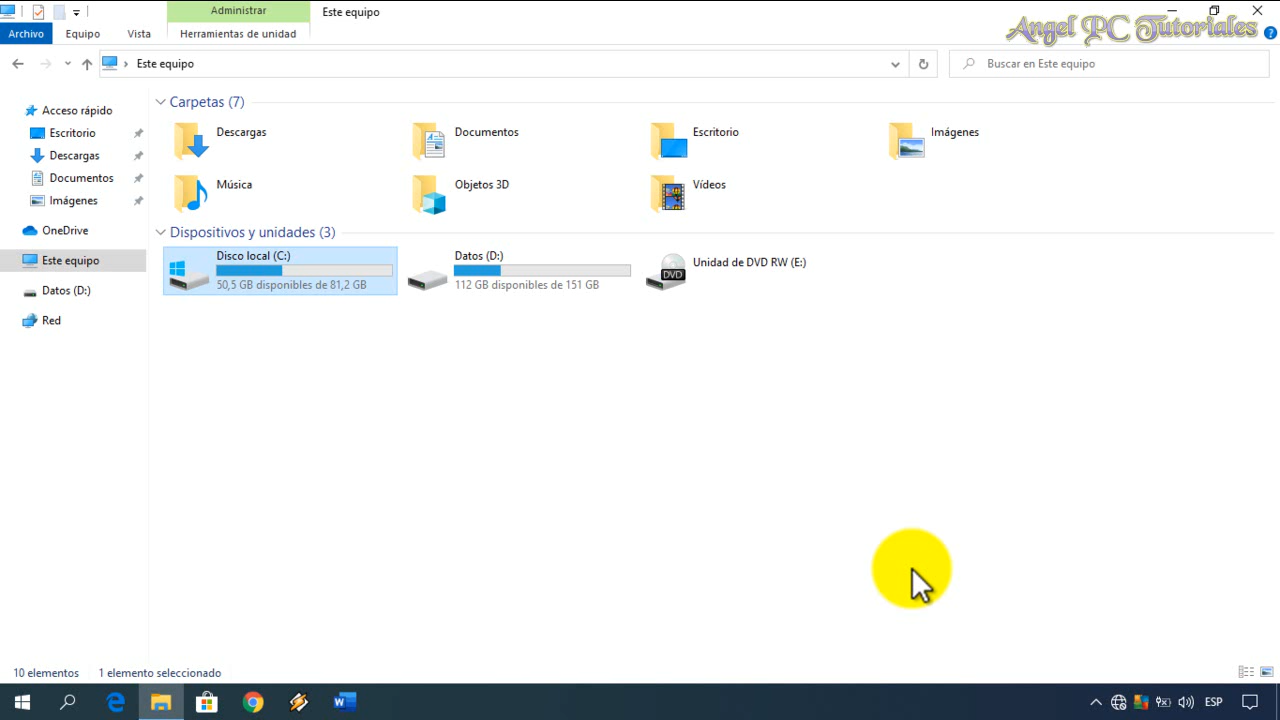 Administrar
Este equipo
Angel PC Tutoriales
Archivo
Equipo
Vista
Herramientas de unidad
Este equipo
Buscar en Este equipo
Acceso rápido
Escritorio
Descargas
Documentos
Imágenes
OneDrive
Este equipo
Datos (D:)
Red
Carpetas (7)
Descargas
Documentos
Escritorio
Imágenes
Música
Objetos 3D
Vídeos
Dispositivos y unidades (3)
Disco local (C:)
50,5 GB disponibles de 81,2 GB
Datos (D:)
112 GB disponibles de 151 GB
DVD
Unidad de DVD RW (E:)
10 elementos
1 elemento seleccionado
ESP